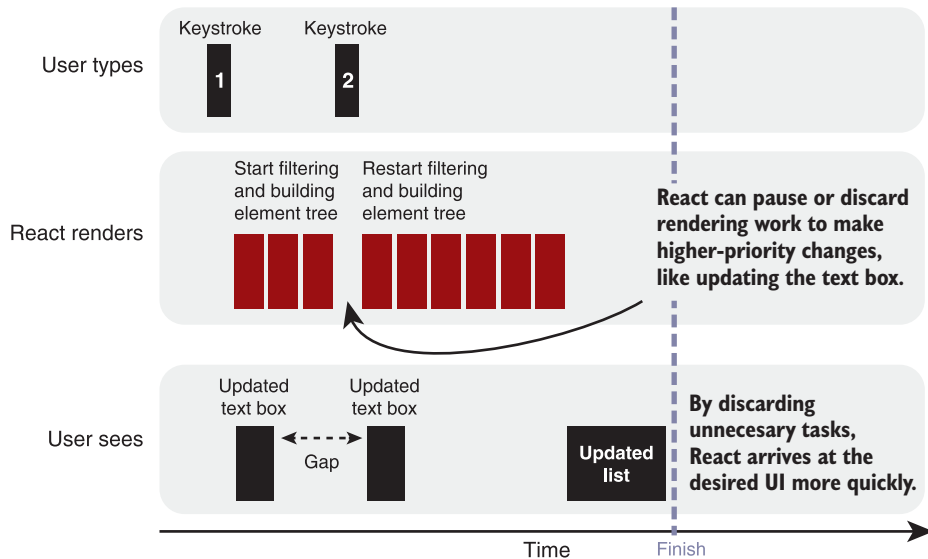 Keystroke
Keystroke
User types
1
2
Start filtering
and building
element tree
Restart filtering
and building
element tree
React renders
React can pause or discard
rendering work to make
higher-priority changes,
like updating the text box.
Updated
text box
Updated
text box
User sees
Gap
Updated
list
By discarding
unnecesary tasks,
React arrives at the
desired UI more quickly.
Time
Finish